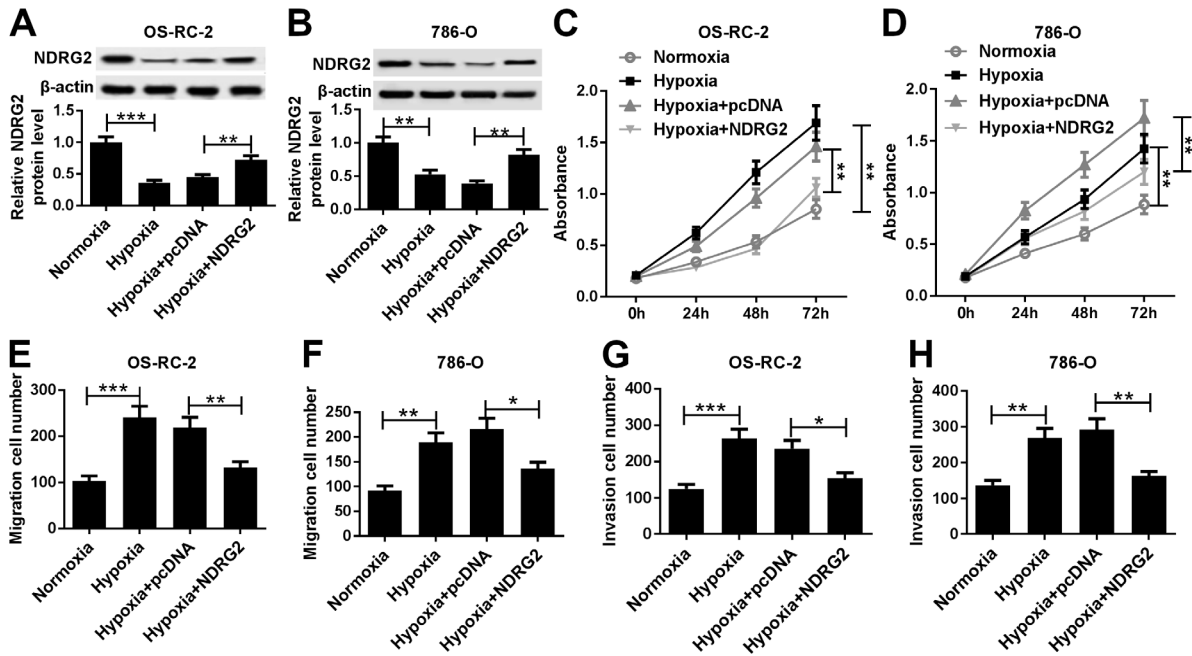 A
OS-RC-2
NDRG2
β-actin
Relative NDRG2
protein level
1.5
1.0
0.5
0.0
***
**
Normoxia
Hypoxia
Hypoxia+pcDNA
Hypoxia+NDRG2
B
786-O
NDRG2
β-actin
Relative NDRG2
protein level
1.5
1.0
0.5
0.0
**
**
Normoxia
Hypoxia
Hypoxia+pcDNA
Hypoxia+NDRG2
C
OS-RC-2
Normoxia
Hypoxia
Hypoxia+pcDNA
Hypoxia+NDRG2
Absorbance
2.0
1.5
1.0
0.5
0.0
0h
24h
48h
72h
**
**
D
786-O
Normoxia
Hypoxia
Hypoxia+pcDNA
Hypoxia+NDRG2
Absorbance
2.0
1.5
1.0
0.5
0.0
0h
24h
48h
72h
**
**
E
OS-RC-2
Migration cell number
300
200
100
0
***
**
Normoxia
Hypoxia
Hypoxia+pcDNA
Hypoxia+NDRG2
F
786-O
Migration cell number
250
200
150
100
50
0
**
*
Normoxia
Hypoxia
Hypoxia+pcDNA
Hypoxia+NDRG2
G
OS-RC-2
Invasion cell number
400
300
200
100
0
***
*
Normoxia
Hypoxia
Hypoxia+pcDNA
Hypoxia+NDRG2
H
786-O
Invasion cell number
400
300
200
100
0
**
**
Normoxia
Hypoxia
Hypoxia+pcDNA
Hypoxia+NDRG2